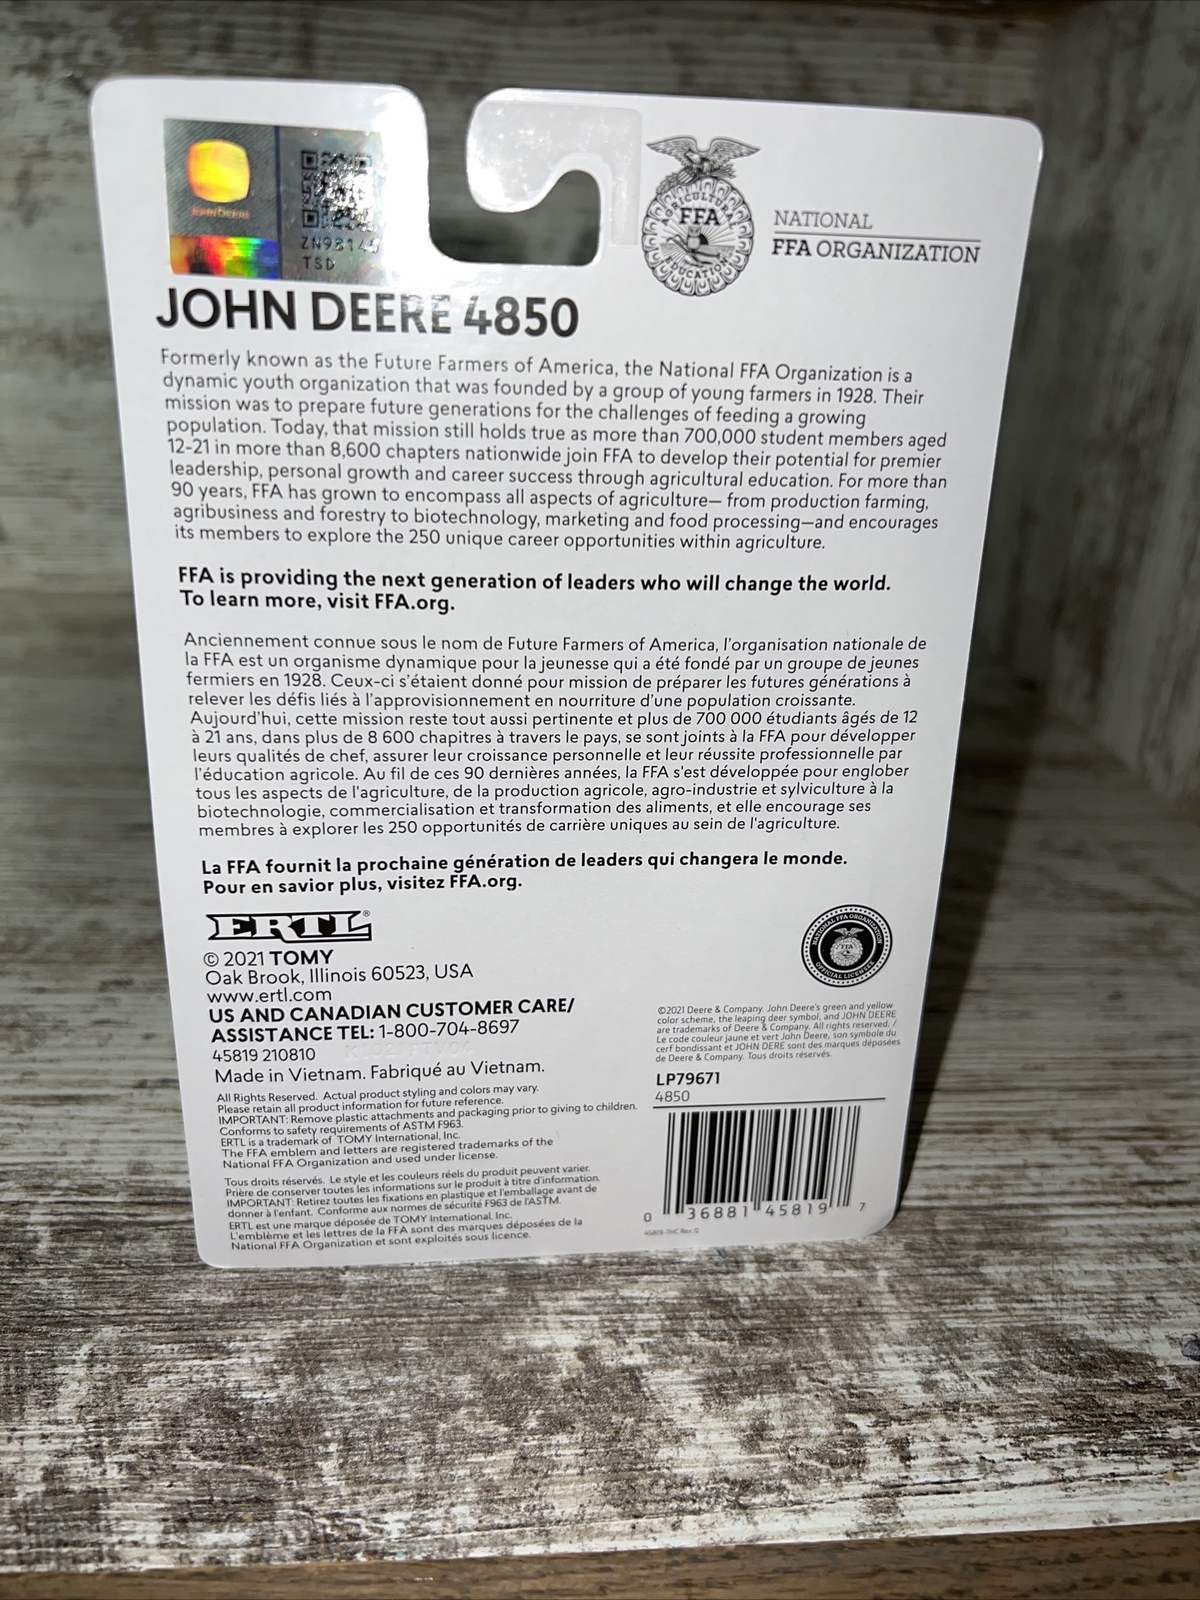 JOHN DEERE
TSD
AGRICULTURAL
FFA
EDUCATION
NATIONAL
FFA ORGANIZATION
JOHN DEERE 4850
Formerly known as the Future Farmers of America, the National FFA Organization is a
dynamic youth organization that was founded by a group of young farmers in 1928. Their
mission was to prepare future generations for the challenges of feeding a growing
population. Today, that mission still holds true as more than 700,000 student members aged
12-21 in more than 8,600 chapters nationwide join FFA to develop their potential for premier
leadership, personal growth and career success through agricultural education. For more than
90 years, FFA has grown to encompass all aspects of agriculture— from production farming,
agribusiness and forestry to biotechnology, marketing and food processing—and encourages
its members to explore the 250 unique career opportunities within agriculture.
FFA is providing the next generation of leaders who will change the world.
To learn more, visit FFA.org.
Anciennement connue sous le nom de Future Farmers of America, l'organisation nationale de
la FFA est un organisme dynamique pour la jeunesse qui a été fondé par un groupe de jeunes
fermiers en 1928. Ceux-ci s'étaient donné pour mission de préparer les futures générations à
relever les défis liés à l'approvisionnement en nourriture d'une population croissante.
Aujourd'hui, cette mission reste tout aussi pertinente et plus de 700 000 étudiants âgés de 12
à 21 ans, dans plus de 8 600 chapitres à travers le pays, se sont joints à la FFA pour développer
leurs qualités de chef, assurer leur croissance personnelle et leur réussite professionnelle par
l'éducation agricole. Au fil de ces 90 dernières années, la FFA s'est développée pour englober
tous les aspects de l'agriculture, de la production agricole, agro-industrie et sylviculture à la
biotechnologie, commercialisation et transformation des aliments, et elle encourage ses
membres à explorer les 250 opportunités de carrière uniques au sein de l'agriculture.
La FFA fournit la prochaine génération de leaders qui changera le monde.
Pour en savior plus, visitez FFA.org.
ERTL®
© 2021 TOMY
Oak Brook, Illinois 60523, USA
www.ertl.com
US AND CANADIAN CUSTOMER CARE/
ASSISTANCE TEL: 1-800-704-8697
45819 210810
Made in Vietnam. Fabriqué au Vietnam.
All Rights Reserved. Actual product styling and colors may vary.
Please retain all product information for future reference.
IMPORTANT: Remove plastic attachments and packaging prior to giving to children.
Conforms to safety requirements of ASTM F963.
ERTL is a trademark of TOMY International, Inc.
The FFA emblem and letters are registered trademarks of the
National FFA Organization and used under license.
Tous droits réservés. Le style et les couleurs réels du produit peuvent varier.
Prière de conserver toutes les informations sur le produit à titre d'information.
IMPORTANT: Retirez toutes les fixations en plastique et l'emballage avant de
donner à l'enfant. Conforme aux normes de sécurité F963 de l'ASTM.
ERTL est une marque déposée de TOMY International, Inc.
L'emblème et les lettres de la FFA sont des marques déposées de la
National FFA Organization et sont exploités sous licence.
NATIONAL FFA ORGANIZATION
FFA
OFFICIAL LICENSEE
©2021 Deere & Company. John Deere's green and yellow
color scheme, the leaping deer symbol, and JOHN DEERE
are trademarks of Deere & Company. All rights reserved. /
Le code couleur jaune et vert John Deere, son symbole du
cerf bondissant et JOHN DERE sont des marques déposées
de Deere & Company. Tous droits réservés.
LP79671
4850
0 36881 45819 7